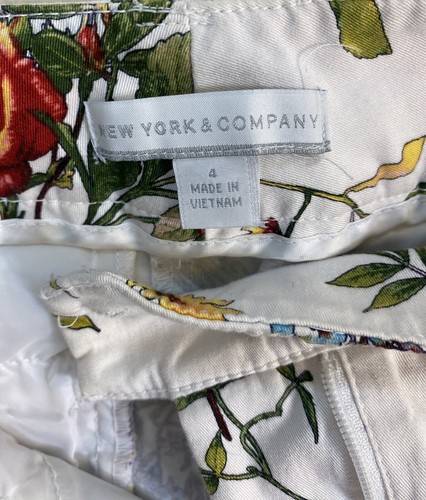 NEW YORK & COMPANY
4
MADE IN
VIETNAM